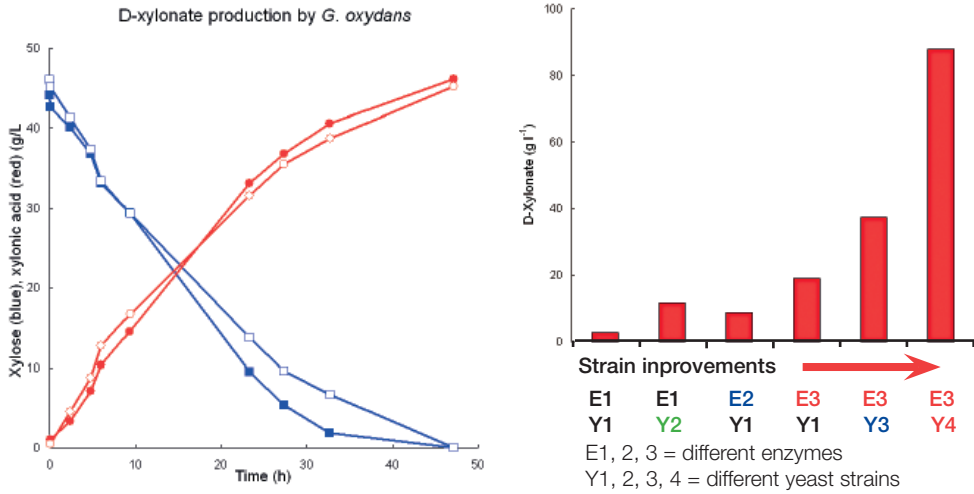 D-xylonate production by G. oxydans
Xylose (blue), xylonic acid (red) (g/L)
50
40
30
20
10
0
0
10
20
30
40
50
Time (h)
D-Xylonate (g l⁻¹)
100
80
60
40
20
0
Strain inprovements
E1 E1 E2 E3 E3 E3
Y1 Y2 Y1 Y1 Y3 Y4
E1, 2, 3 = different enzymes
Y1, 2, 3, 4 = different yeast strains